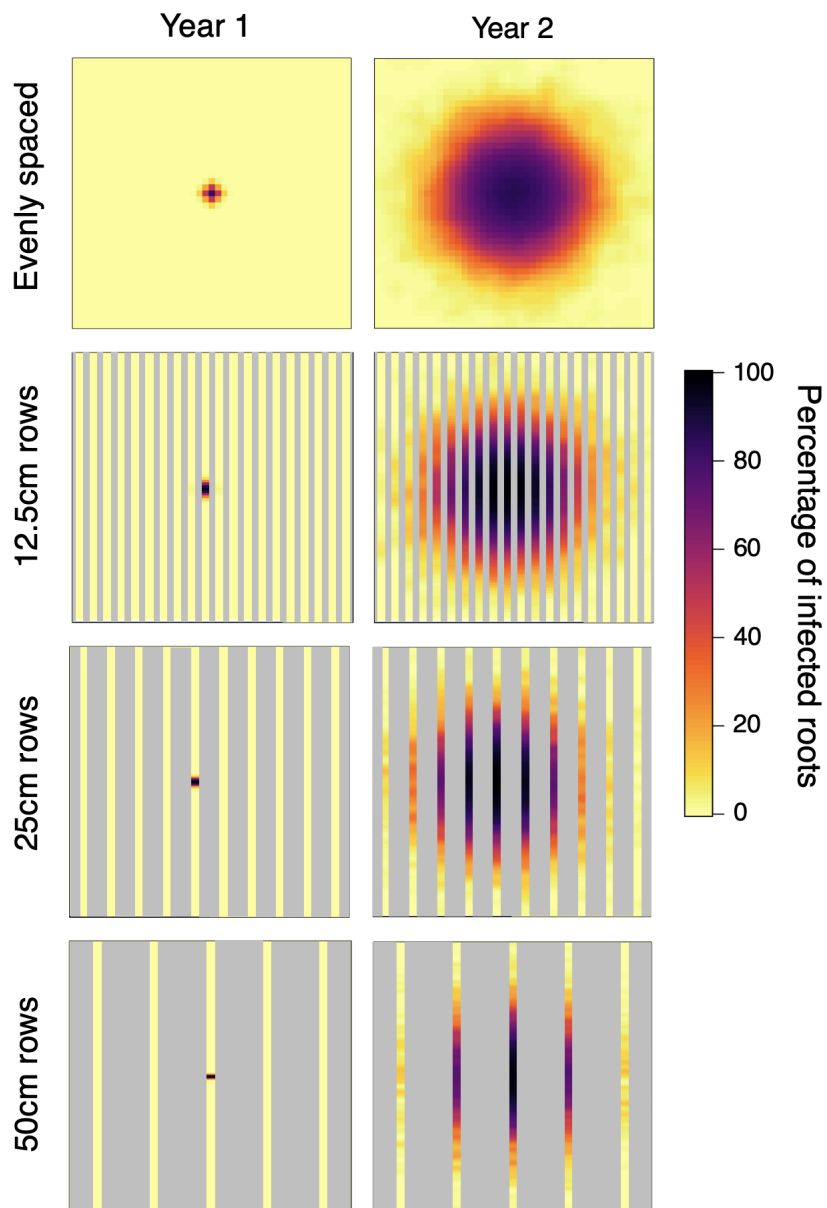 Year 1
Year 2
Evenly spaced
12.5cm rows
25cm rows
50cm rows
100
80
60
40
20
0
Percentage of infected roots